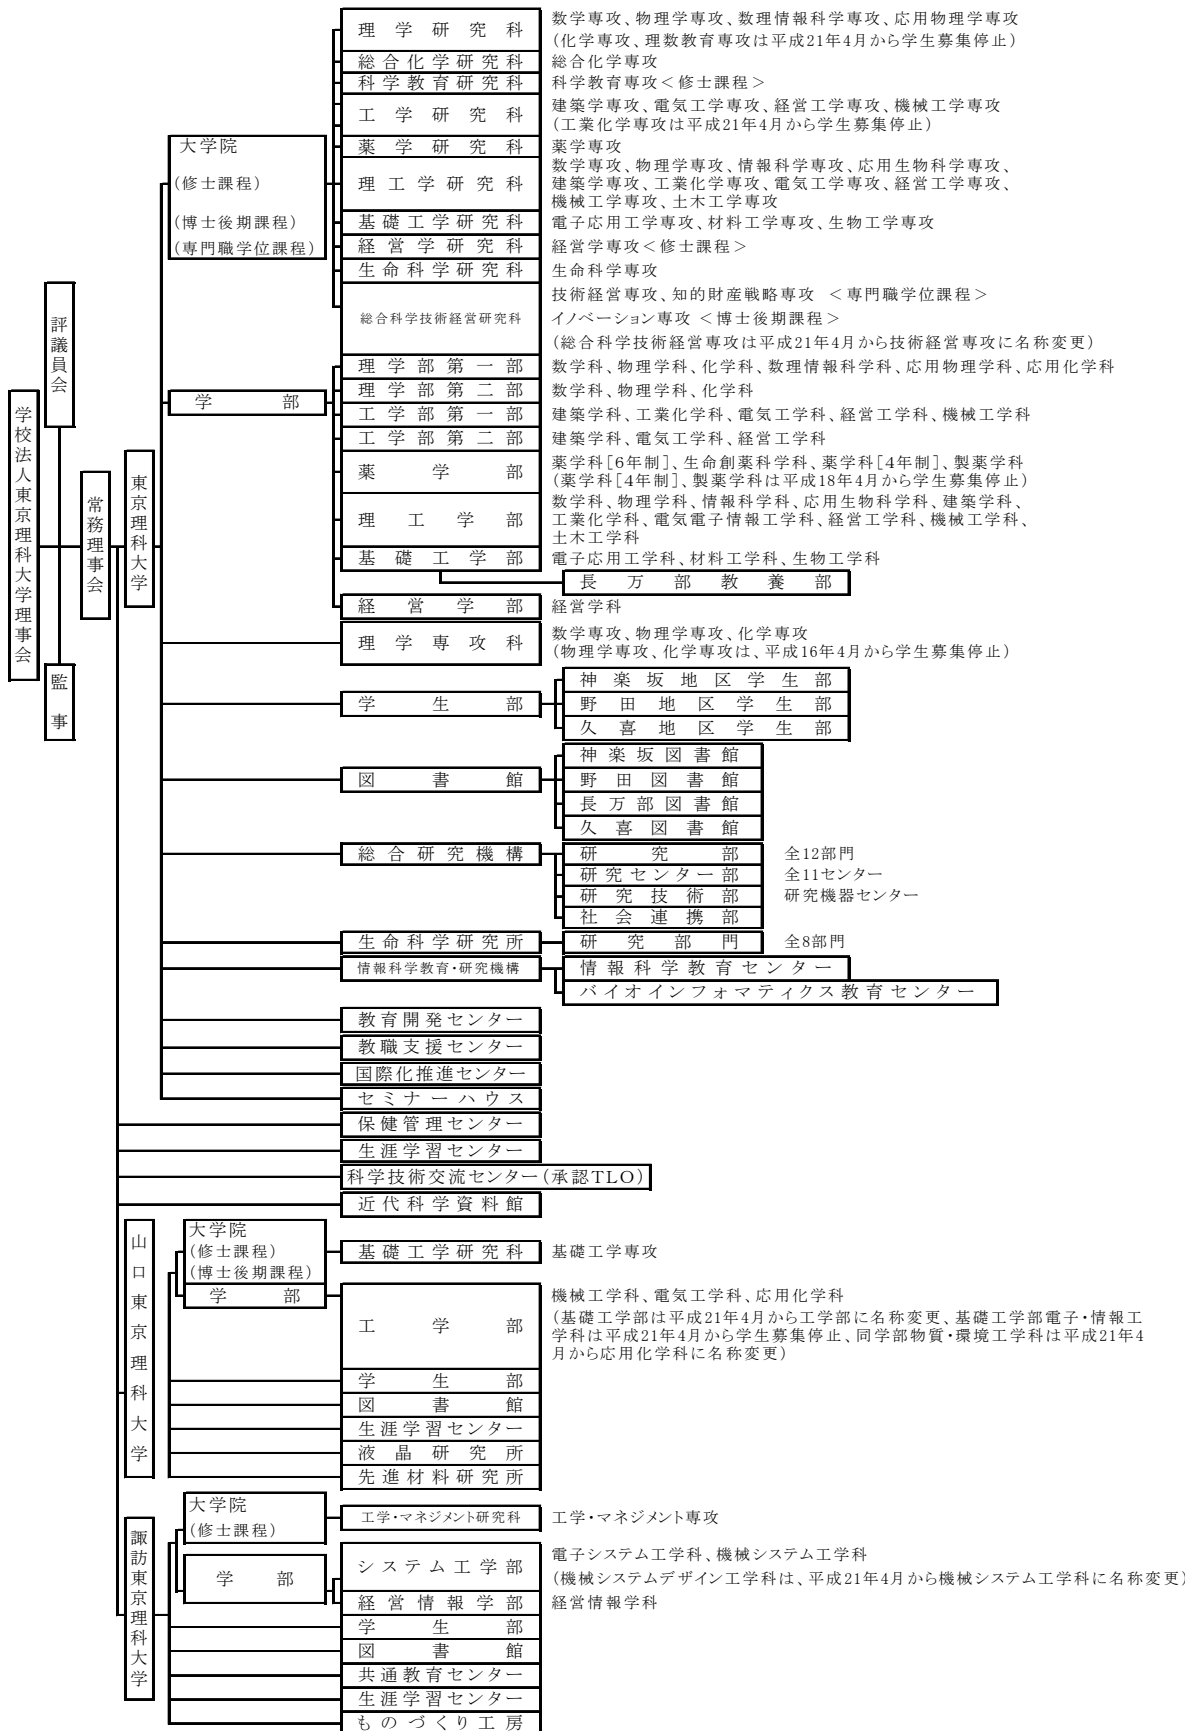 学校法人東京理科大学理事会
評議員会
監事
常務理事会
東京理科大学
大学院
(修士課程)
(博士後期課程)
(専門職学位課程)
理学研究科
数学専攻、物理学専攻、数理情報科学専攻、応用物理学専攻
(化学専攻、理数教育専攻は平成21年4月から学生募集停止)
総合化学研究科
総合化学専攻
科学教育研究科
科学教育専攻<修士課程>
工学研究科
建築学専攻、電気工学専攻、経営工学専攻、機械工学専攻
(工業化学専攻は平成21年4月から学生募集停止)
薬学研究科
薬学専攻
理工学研究科
数学専攻、物理学専攻、情報科学専攻、応用生物科学専攻、
建築学専攻、工業化学専攻、電気工学専攻、経営工学専攻、
機械工学専攻、土木工学専攻
基礎工学研究科
電子応用工学専攻、材料工学専攻、生物工学専攻
経営学研究科
経営学専攻<修士課程>
生命科学研究科
生命科学専攻
総合科学技術経営研究科
技術経営専攻、知的財産戦略専攻 <専門職学位課程>
イノベーション専攻 <博士後期課程>
(総合科学技術経営専攻は平成21年4月から技術経営専攻に名称変更)
学部
理学部第一部
数学科、物理学科、化学科、数理情報科学科、応用物理学科、応用化学科
理学部第二部
数学科、物理学科、化学科
工学部第一部
建築学科、工業化学科、電気工学科、経営工学科、機械工学科
工学部第二部
建築学科、電気工学科、経営工学科
薬学部
薬学科[6年制]、生命創薬科学科、薬学科[4年制]、製薬学科
(薬学科[4年制]、製薬学科は平成18年4月から学生募集停止)
理工学部
数学科、物理学科、情報科学科、応用生物科学科、建築学科、
工業化学科、電気電子情報工学科、経営工学科、機械工学科、
土木工学科
基礎工学部
電子応用工学科、材料工学科、生物工学科
長万部教養部
経営学部
経営学科
理学専攻科
数学専攻、物理学専攻、化学専攻
(物理学専攻、化学専攻は、平成16年4月から学生募集停止)
学生部
神楽坂地区学生部
野田地区学生部
久喜地区学生部
図書館
神楽坂図書館
野田図書館
長万部図書館
久喜図書館
総合研究機構
研究部
全12部門
研究センター部
全11センター
研究技術部
研究機器センター
社会連携部
生命科学研究所
研究部門
全8部門
情報科学教育・研究機構
情報科学教育センター
バイオインフォマティクス教育センター
教育開発センター
教職支援センター
国際化推進センター
セミナーハウス
保健管理センター
生涯学習センター
科学技術交流センター(承認TLO)
近代科学資料館
山口東京理科大学
大学院
(修士課程)
(博士後期課程)
基礎工学研究科
基礎工学専攻
学部
工学部
機械工学科、電気工学科、応用化学科
(基礎工学部は平成21年4月から工学部に名称変更、基礎工学部電子・情報工
学科は平成21年4月から学生募集停止、同学部物質・環境工学科は平成21年4
月から応用化学科に名称変更)
学生部
図書館
生涯学習センター
液晶研究所
先進材料研究所
諏訪東京理科大学
大学院
(修士課程)
工学・マネジメント研究科
工学・マネジメント専攻
学部
システム工学部
電子システム工学科、機械システム工学科
(機械システムデザイン工学科は、平成21年4月から機械システム工学科に名称変更)
経営情報学部
経営情報学科
学生部
図書館
共通教育センター
生涯学習センター
ものづくり工房